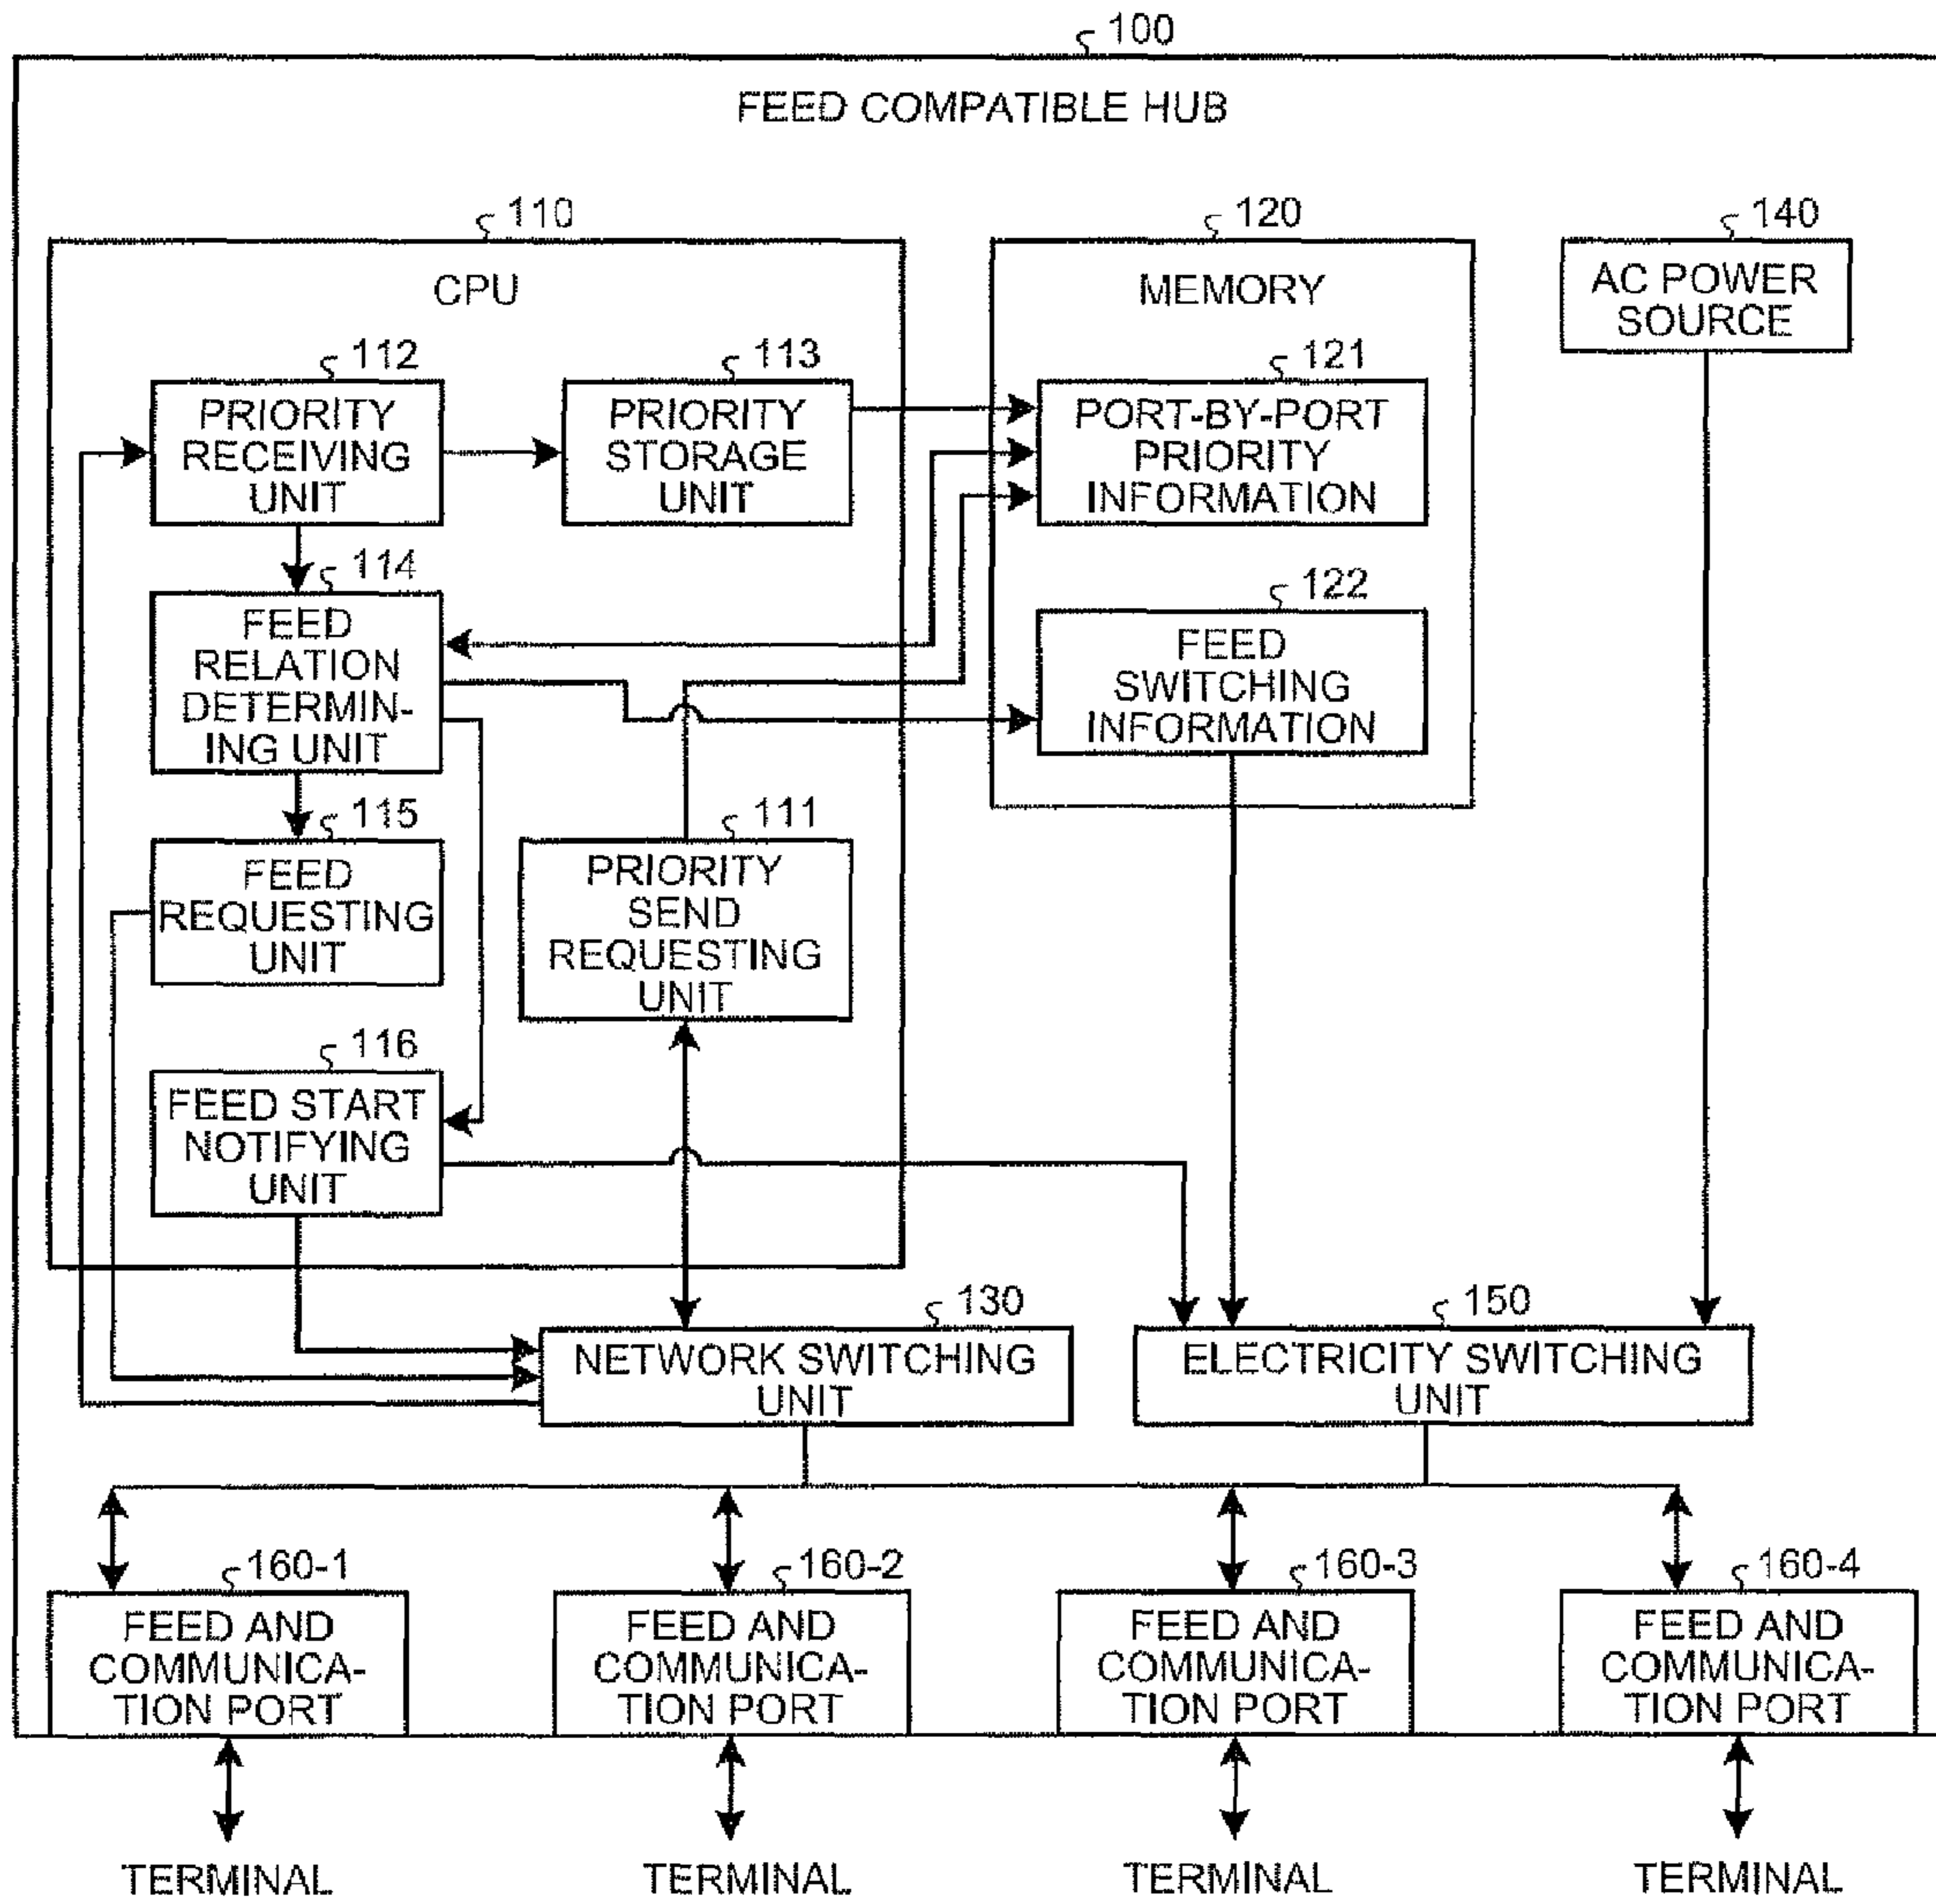 100
FEED COMPATIBLE HUB
110
120
140
CPU
MEMORY
AC POWER
SOURCE
112
PRIORITY
RECEIVING
UNIT
113
PRIORITY
STORAGE
UNIT
121
PORT-BY-PORT
PRIORITY
INFORMATION
114
FEED
RELATION
DETERMIN-
ING UNIT
122
FEED
SWITCHING
INFORMATION
115
FEED
REQUESTING
UNIT
111
PRIORITY
SEND
REQUESTING
UNIT
116
FEED START
NOTIFYING
UNIT
130
NETWORK SWITCHING
UNIT
150
ELECTRICITY SWITCHING
UNIT
160-1
FEED AND
COMMUNICA-
TION PORT
160-2
FEED AND
COMMUNICA-
TION PORT
160-3
FEED AND
COMMUNICA-
TION PORT
160-4
FEED AND
COMMUNICA-
TION PORT
TERMINAL
TERMINAL
TERMINAL
TERMINAL